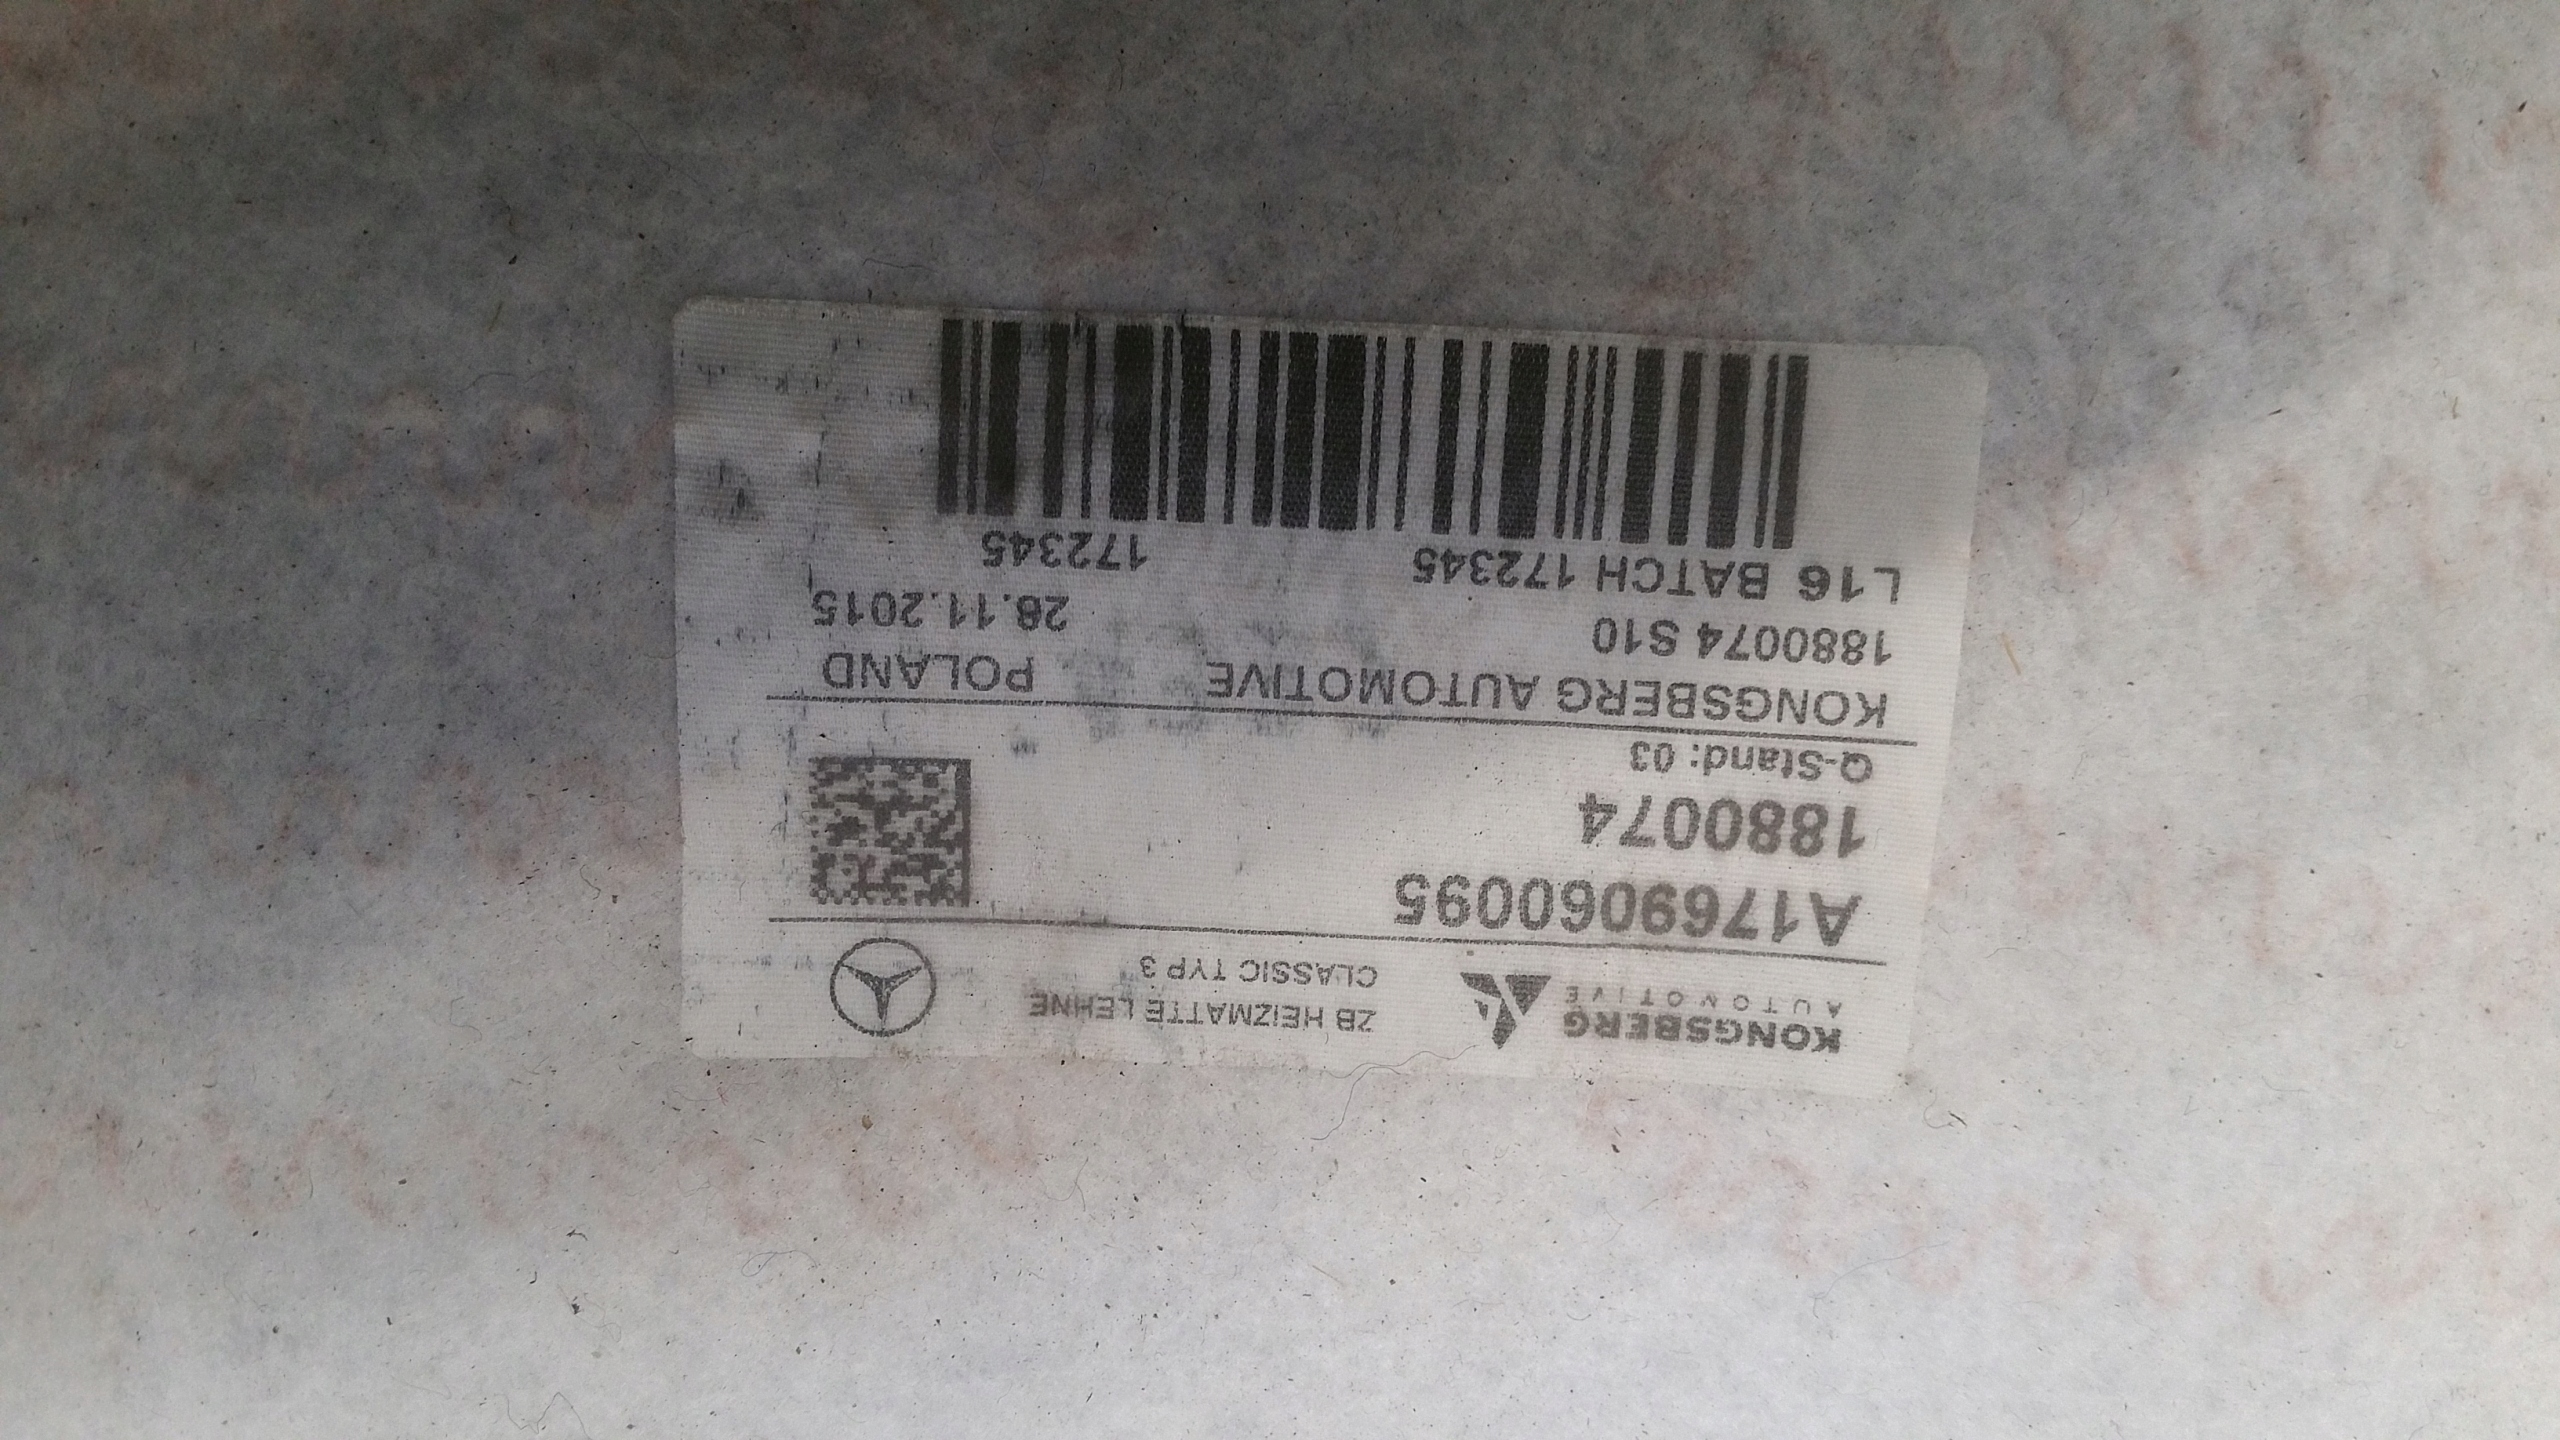 KONGSBERG
AUTOMOTIVE
ZB HEIZMATTE LEHNE
CLASSIC TYP 3
A1769060095
1880074
Q-Stand: 03
KONGSBERG AUTOMOTIVE POLAND
1880074 S10 28.11.2015
L16 BATCH 172345 172345